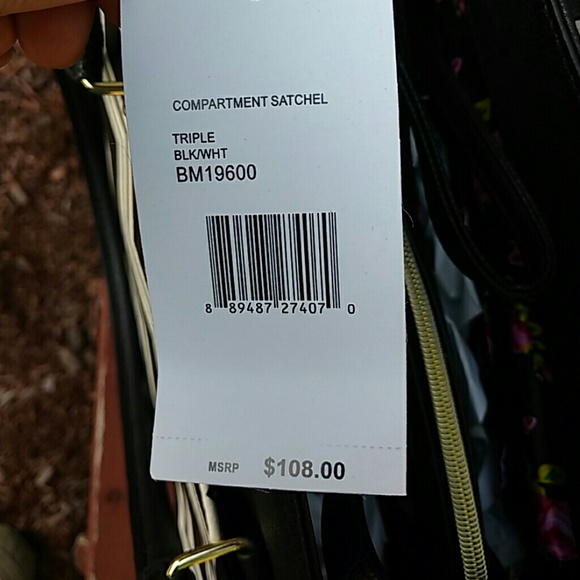 COMPARTMENT SATCHEL
TRIPLE
BLK/WHT
BM19600
8 89487 27407 0
MSRP $108.00